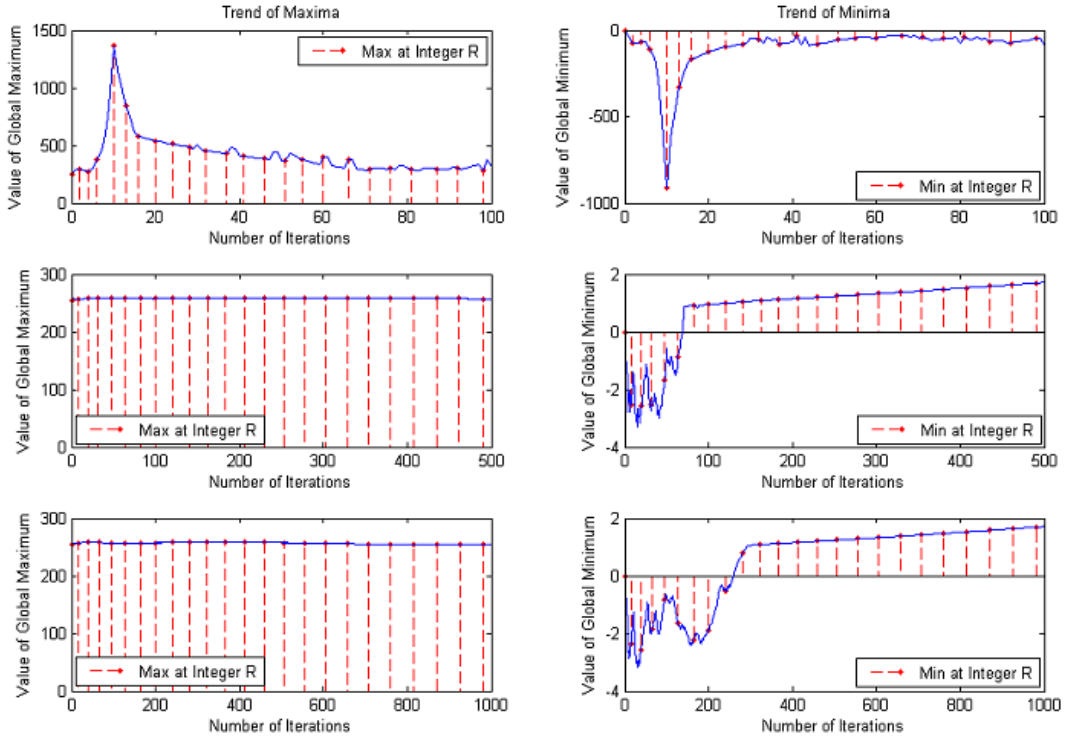 Trend of Maxima
Value of Global Maximum
1500
1000
500
0
Max at Integer R
0 20 40 60 80 100
Number of Iterations
Trend of Minima
Value of Global Minimum
0
-500
-1000
Min at Integer R
0 20 40 60 80 100
Number of Iterations
Value of Global Maximum
300
200
100
0
Max at Integer R
0 100 200 300 400 500
Number of Iterations
Value of Global Minimum
2
0
-2
-4
Min at Integer R
0 100 200 300 400 500
Number of Iterations
Value of Global Maximum
300
200
100
0
Max at Integer R
0 200 400 600 800 1000
Number of Iterations
Value of Global Minimum
2
0
-2
-4
Min at Integer R
0 200 400 600 800 1000
Number of Iterations